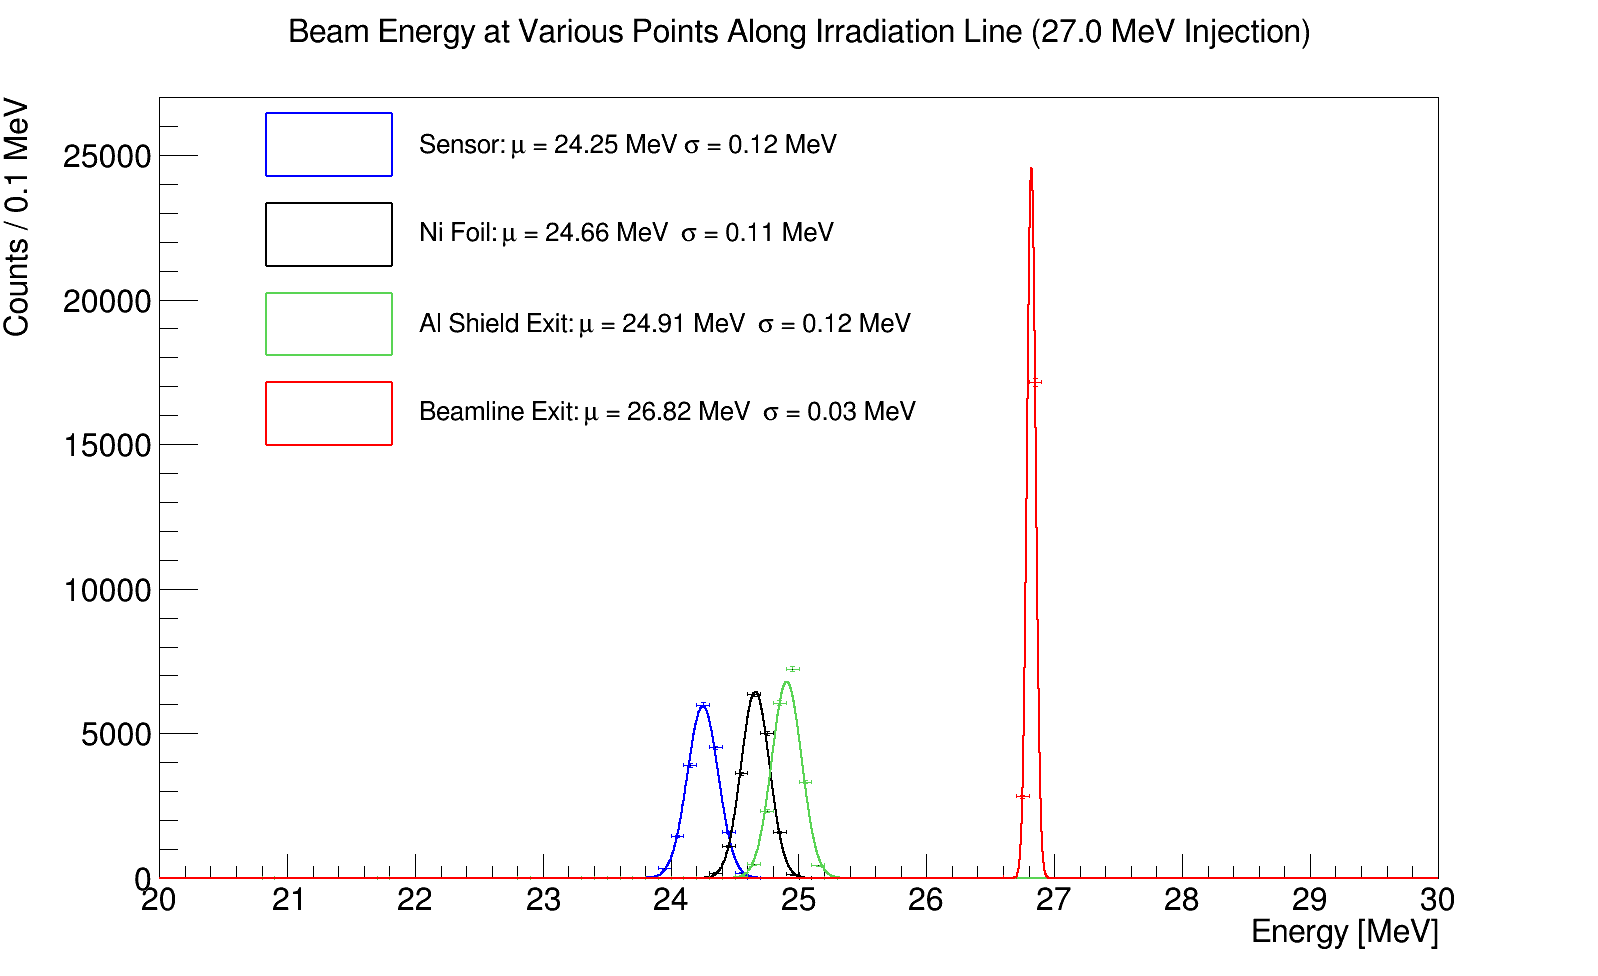 Beam Energy at Various Points Along Irradiation Line (27.0 MeV Injection)
Counts / 0.1 MeV
25000
20000
15000
10000
5000
0
Sensor: μ = 24.25 MeV σ = 0.12 MeV
Ni Foil: μ = 24.66 MeV σ = 0.11 MeV
Al Shield Exit: μ = 24.91 MeV σ = 0.12 MeV
Beamline Exit: μ = 26.82 MeV σ = 0.03 MeV
20 21 22 23 24 25 26 27 28 29 30
Energy [MeV]